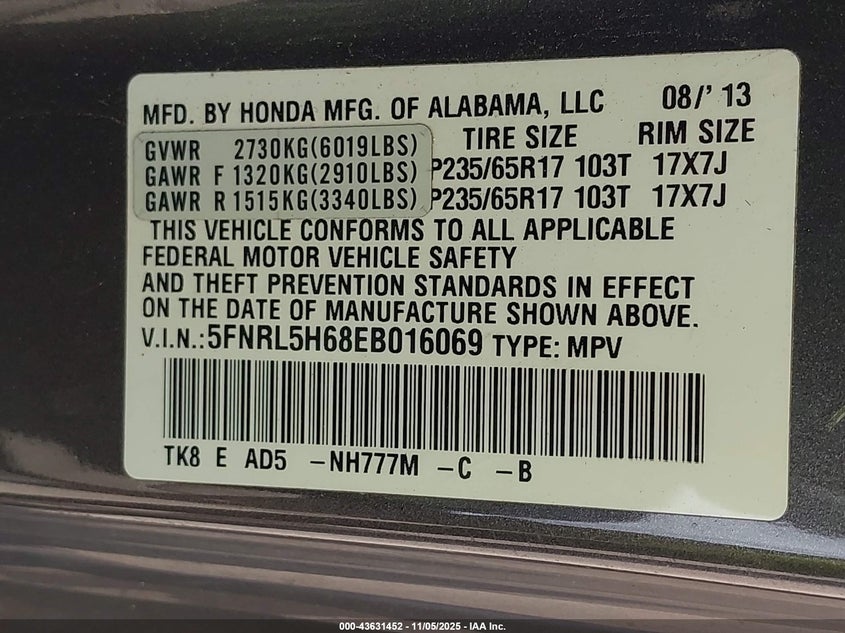 MFD. BY HONDA MFG. OF ALABAMA, LLC 08/'13
TIRE SIZE RIM SIZE
GVWR 2730KG(6019LBS)
GAWR F 1320KG(2910LBS) P235/65R17 103T 17X7J
GAWR R 1515KG(3340LBS) P235/65R17 103T 17X7J
THIS VEHICLE CONFORMS TO ALL APPLICABLE
FEDERAL MOTOR VEHICLE SAFETY
AND THEFT PREVENTION STANDARDS IN EFFECT
ON THE DATE OF MANUFACTURE SHOWN ABOVE.
V.I.N.:5FNRL5H68EB016069 TYPE: MPV
TK8 E AD5 -NH777M -C -B
000-43631452 - 11/05/2025 - IAA Inc.